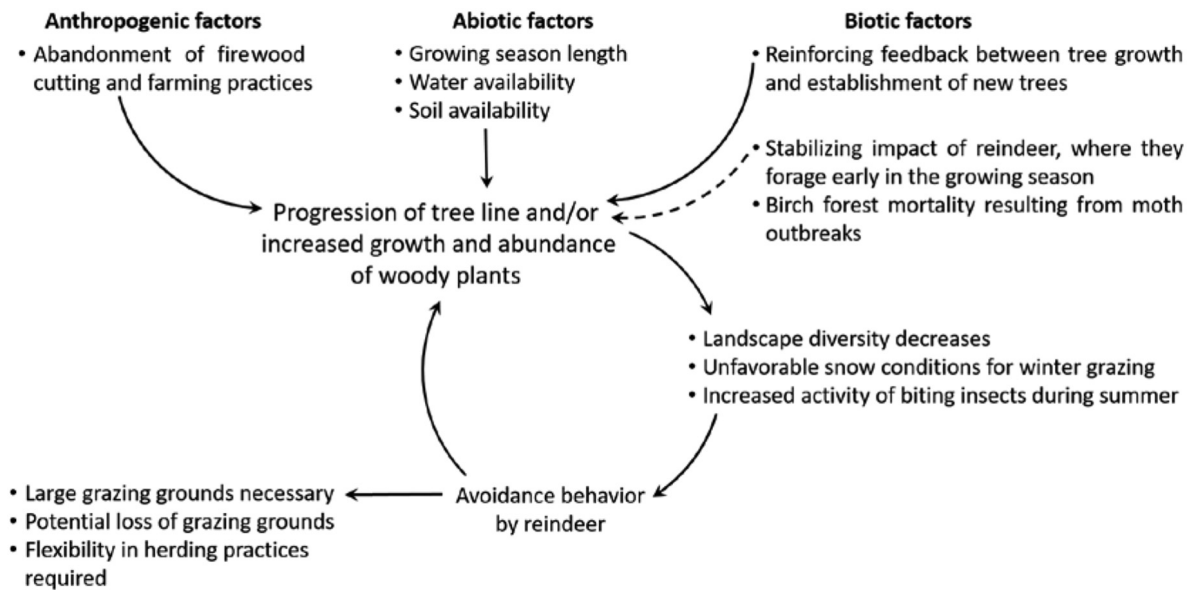 Anthropogenic factors
• Abandonment of firewood
cutting and farming practices
Abiotic factors
• Growing season length
• Water availability
• Soil availability
Biotic factors
• Reinforcing feedback between tree growth
and establishment of new trees
• Stabilizing impact of reindeer, where they
forage early in the growing season
• Birch forest mortality resulting from moth
outbreaks
Progression of tree line and/or
increased growth and abundance
of woody plants
• Landscape diversity decreases
• Unfavorable snow conditions for winter grazing
• Increased activity of biting insects during summer
Avoidance behavior
by reindeer
• Large grazing grounds necessary
• Potential loss of grazing grounds
• Flexibility in herding practices
required